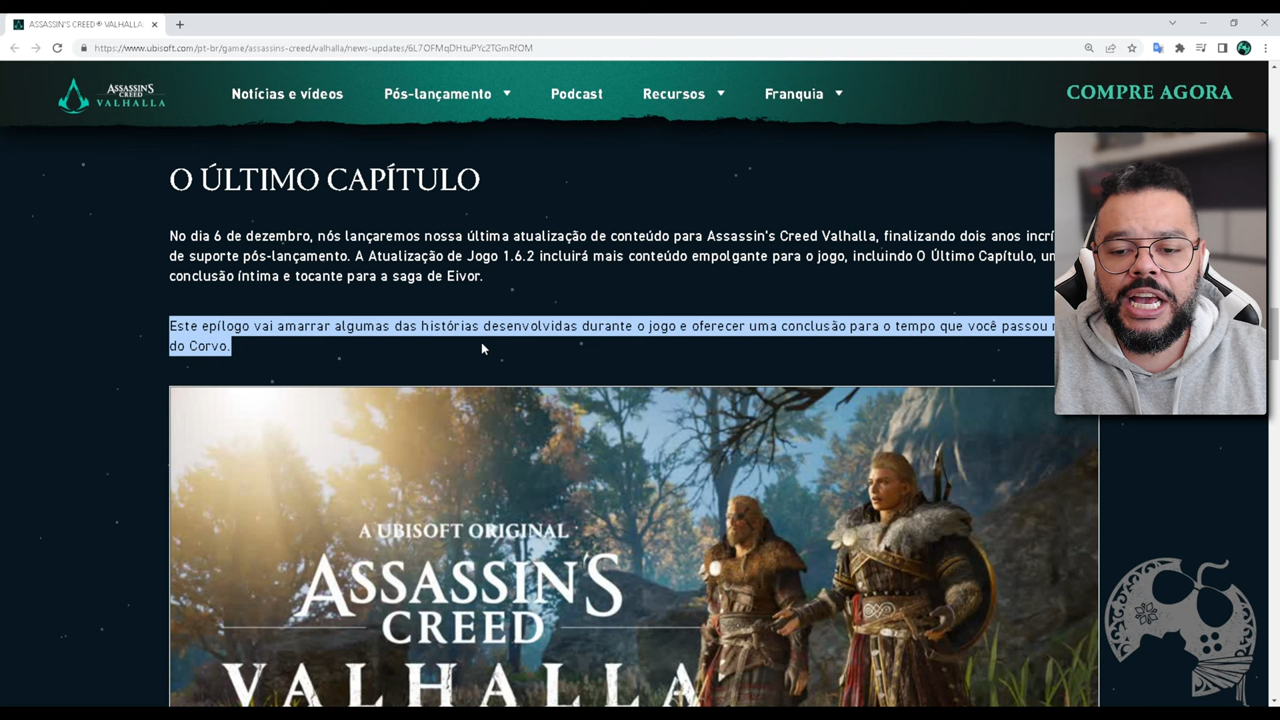 ASSASSIN'S CREED® VALHALLA:
https://www.ubisoft.com/pt-br/game/assassins-creed/valhalla/news-updates/6L7OFMqDHtuPYc2TGmRfOM
ASSASSIN'S
CREED
VALHALLA
Notícias e vídeos
Pós-lançamento
Podcast
Recursos
Franquia
COMPRE AGORA
O ÚLTIMO CAPÍTULO
No dia 6 de dezembro, nós lançaremos nossa última atualização de conteúdo para Assassin's Creed Valhalla, finalizando dois anos incrí
de suporte pós-lançamento. A Atualização de Jogo 1.6.2 incluirá mais conteúdo empolgante para o jogo, incluindo O Último Capítulo, um
conclusão íntima e tocante para a saga de Eivor.
Este epílogo vai amarrar algumas das histórias desenvolvidas durante o jogo e oferecer uma conclusão para o tempo que você passou
do Corvo.
A UBISOFT ORIGINAL
ASSASSIN'S
CREED
VALHALLA